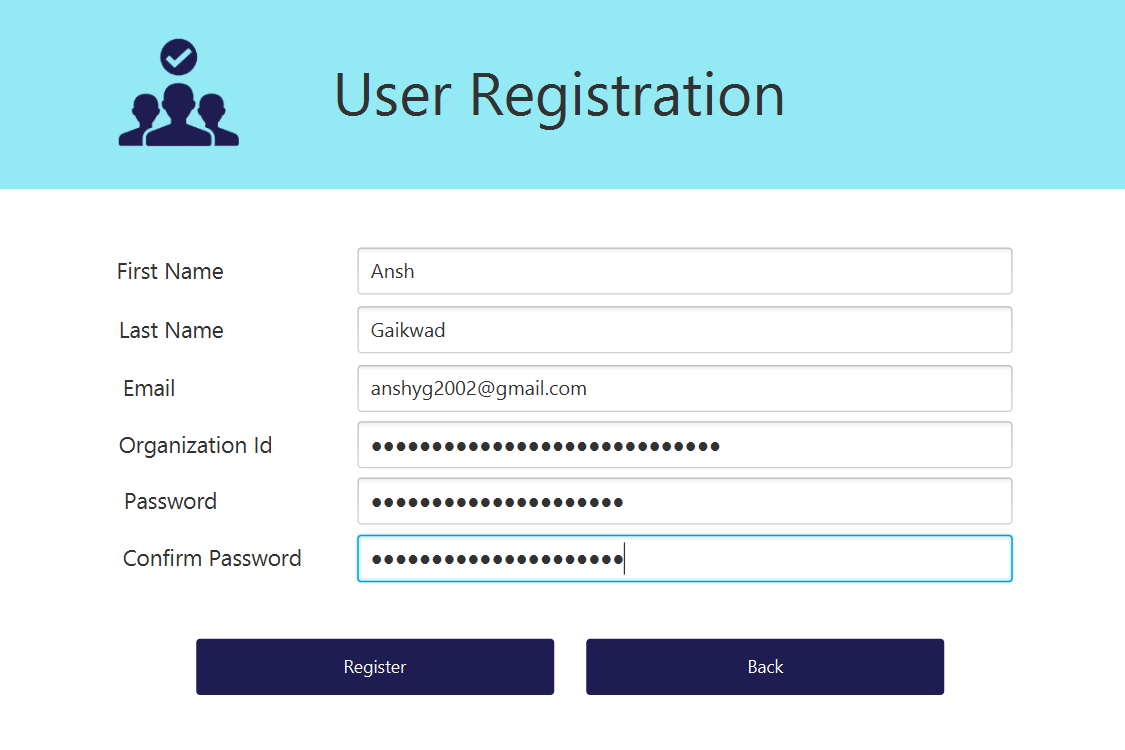 User Registration
First Name Ansh
Last Name Gaikwad
Email anshyg2002@gmail.com
Organization Id •••••••••••••••••••••••••••••
Password •••••••••••••••••••••
Confirm Password •••••••••••••••••••••
Register Back